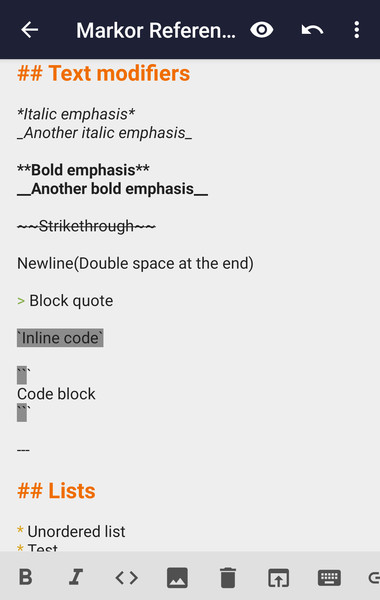 Markor Referen...
## Text modifiers
*Italic emphasis*
_Another italic emphasis_
**Bold emphasis**
__Another bold emphasis__
~~Strikethrough~~
Newline(Double space at the end)
> Block quote
`Inline code`
```
Code block
```
---
## Lists
* Unordered list
* Test
B I <>